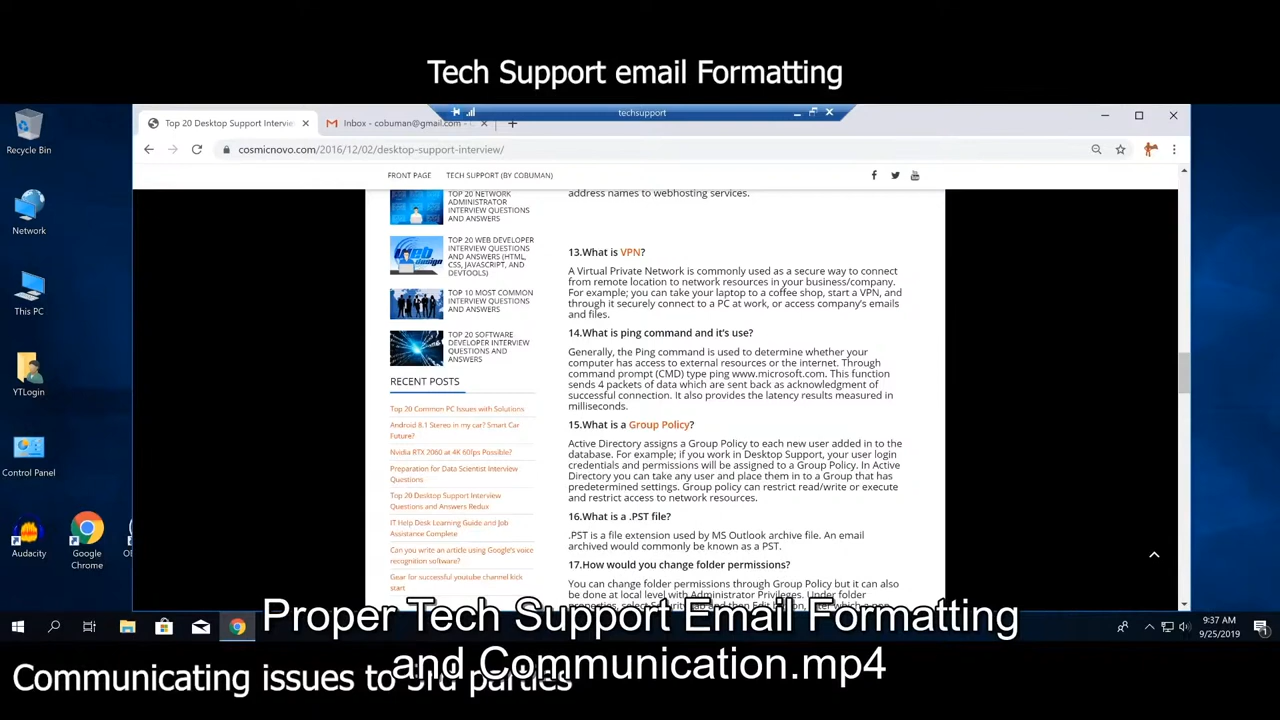 Tech Support email Formatting
techsupport
Top 20 Desktop Support Intervie
Inbox - cobuman@gmail.com -
cosmicnovo.com/2016/12/02/desktop-support-interview/
FRONT PAGE
TECH SUPPORT (BY COBUMAN)
Recycle Bin
Network
This PC
YTLogin
Control Panel
Audacity
Google
Chrome
TOP 20 NETWORK
ADMINISTRATOR
INTERVIEW QUESTIONS
AND ANSWERS
TOP 20 WEB DEVELOPER
INTERVIEW QUESTIONS
AND ANSWERS (HTML,
CSS, JAVASCRIPT, AND
DEVTOOLS)
TOP 10 MOST COMMON
INTERVIEW QUESTIONS
AND ANSWERS
TOP 20 SOFTWARE
DEVELOPER INTERVIEW
QUESTIONS AND
ANSWERS
RECENT POSTS
Top 20 Common PC Issues with Solutions
Android 8.1 Stereo in my car? Smart Car
Future?
Nvidia RTX 2060 at 4K 60fps Possible?
Preparation for Data Scientist Interview
Questions
Top 20 Desktop Support Interview
Questions and Answers Redux
IT Help Desk Learning Guide and Job
Assistance Complete
Can you write an article using Google's voice
recognition software?
Gear for successful youtube channel kick
start
address names to webhosting services.
13.What is VPN?
A Virtual Private Network is commonly used as a secure way to connect
from remote location to network resources in your business/company.
For example; you can take your laptop to a coffee shop, start a VPN, and
through it securely connect to a PC at work, or access company's emails
and files.
14.What is ping command and it's use?
Generally, the Ping command is used to determine whether your
computer has access to external resources or the internet. Through
command prompt (CMD) type ping www.microsoft.com. This function
sends 4 packets of data which are sent back as acknowledgment of
successful connection. It also provides the latency results measured in
milliseconds.
15.What is a Group Policy?
Active Directory assigns a Group Policy to each new user added in to the
database. For example; if you work in Desktop Support, your user login
credentials and permissions will be assigned to a Group Policy. In Active
Directory you can take any user and place them in to a Group that has
predetermined settings. Group policy can restrict read/write or execute
and restrict access to network resources.
16.What is a .PST file?
.PST is a file extension used by MS Outlook archive file. An email
archived would commonly be known as a PST.
17.How would you change folder permissions?
You can change folder permissions through Group Policy but it can also
be done at local level with Administrator Privileges. Under folder
Proper Tech Support Email Formatting
and Communication.mp4
9:37 AM
9/25/2019
Communicating issues to 3rd parties